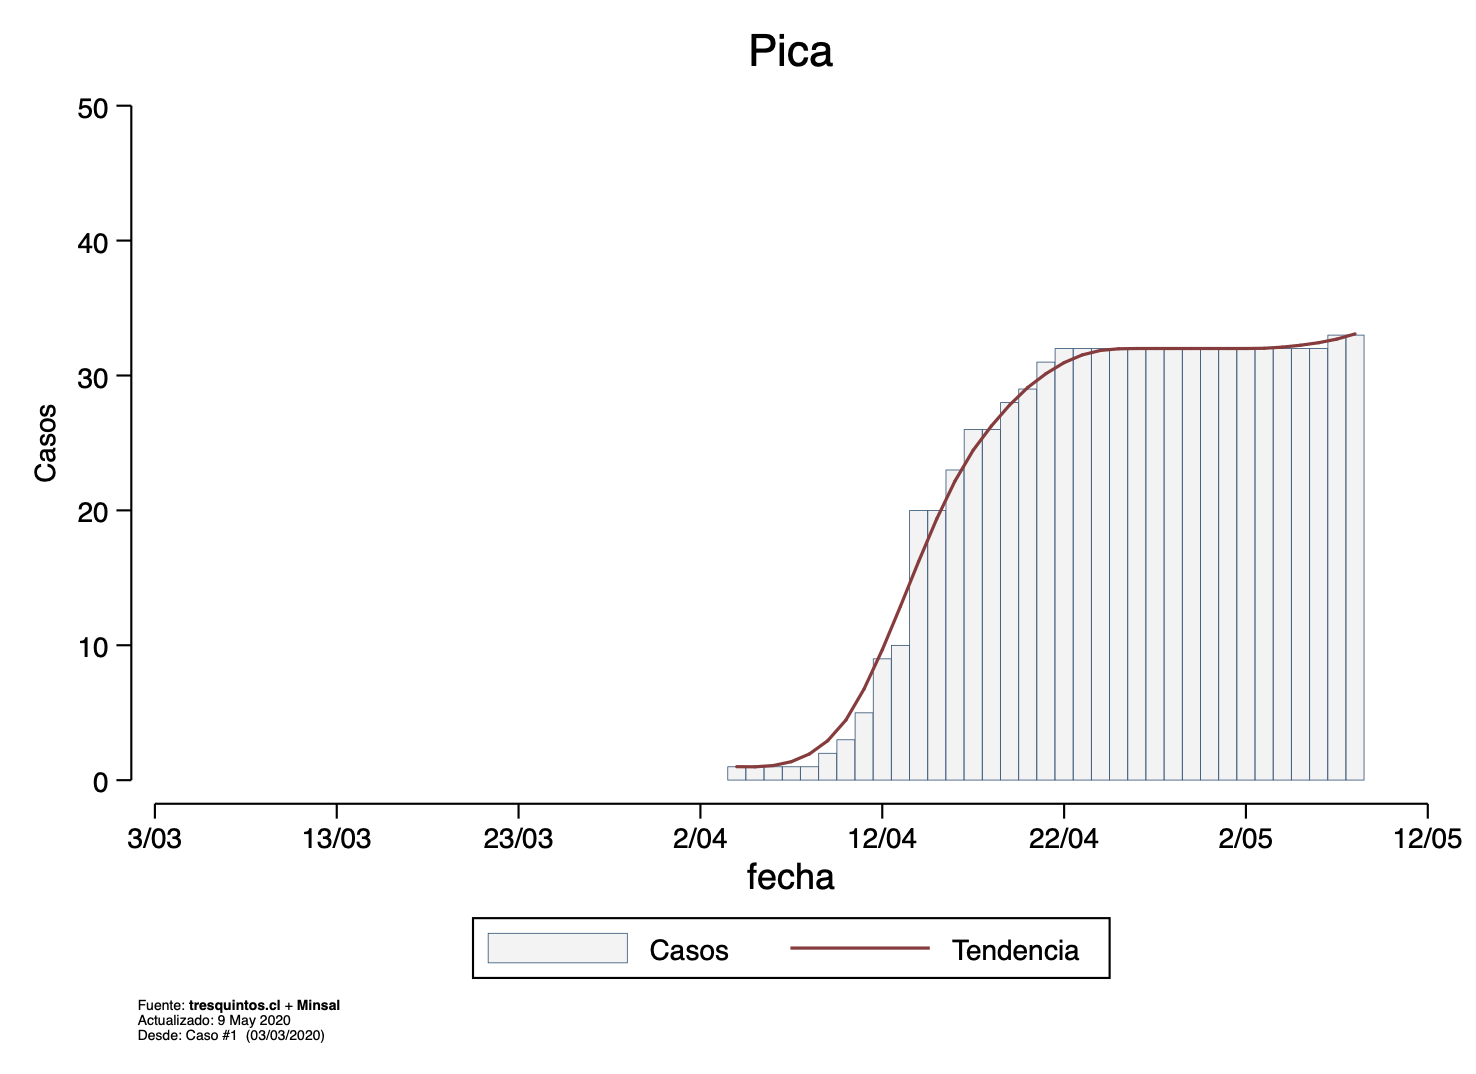 Pica
50
40
30
20
10
0
Casos
3/03 13/03 23/03 2/04 12/04 22/04 2/05 12/05
fecha
Casos Tendencia
Fuente: tresquintos.cl + Minsal
Actualizado: 9 May 2020
Desde: Caso #1 (03/03/2020)